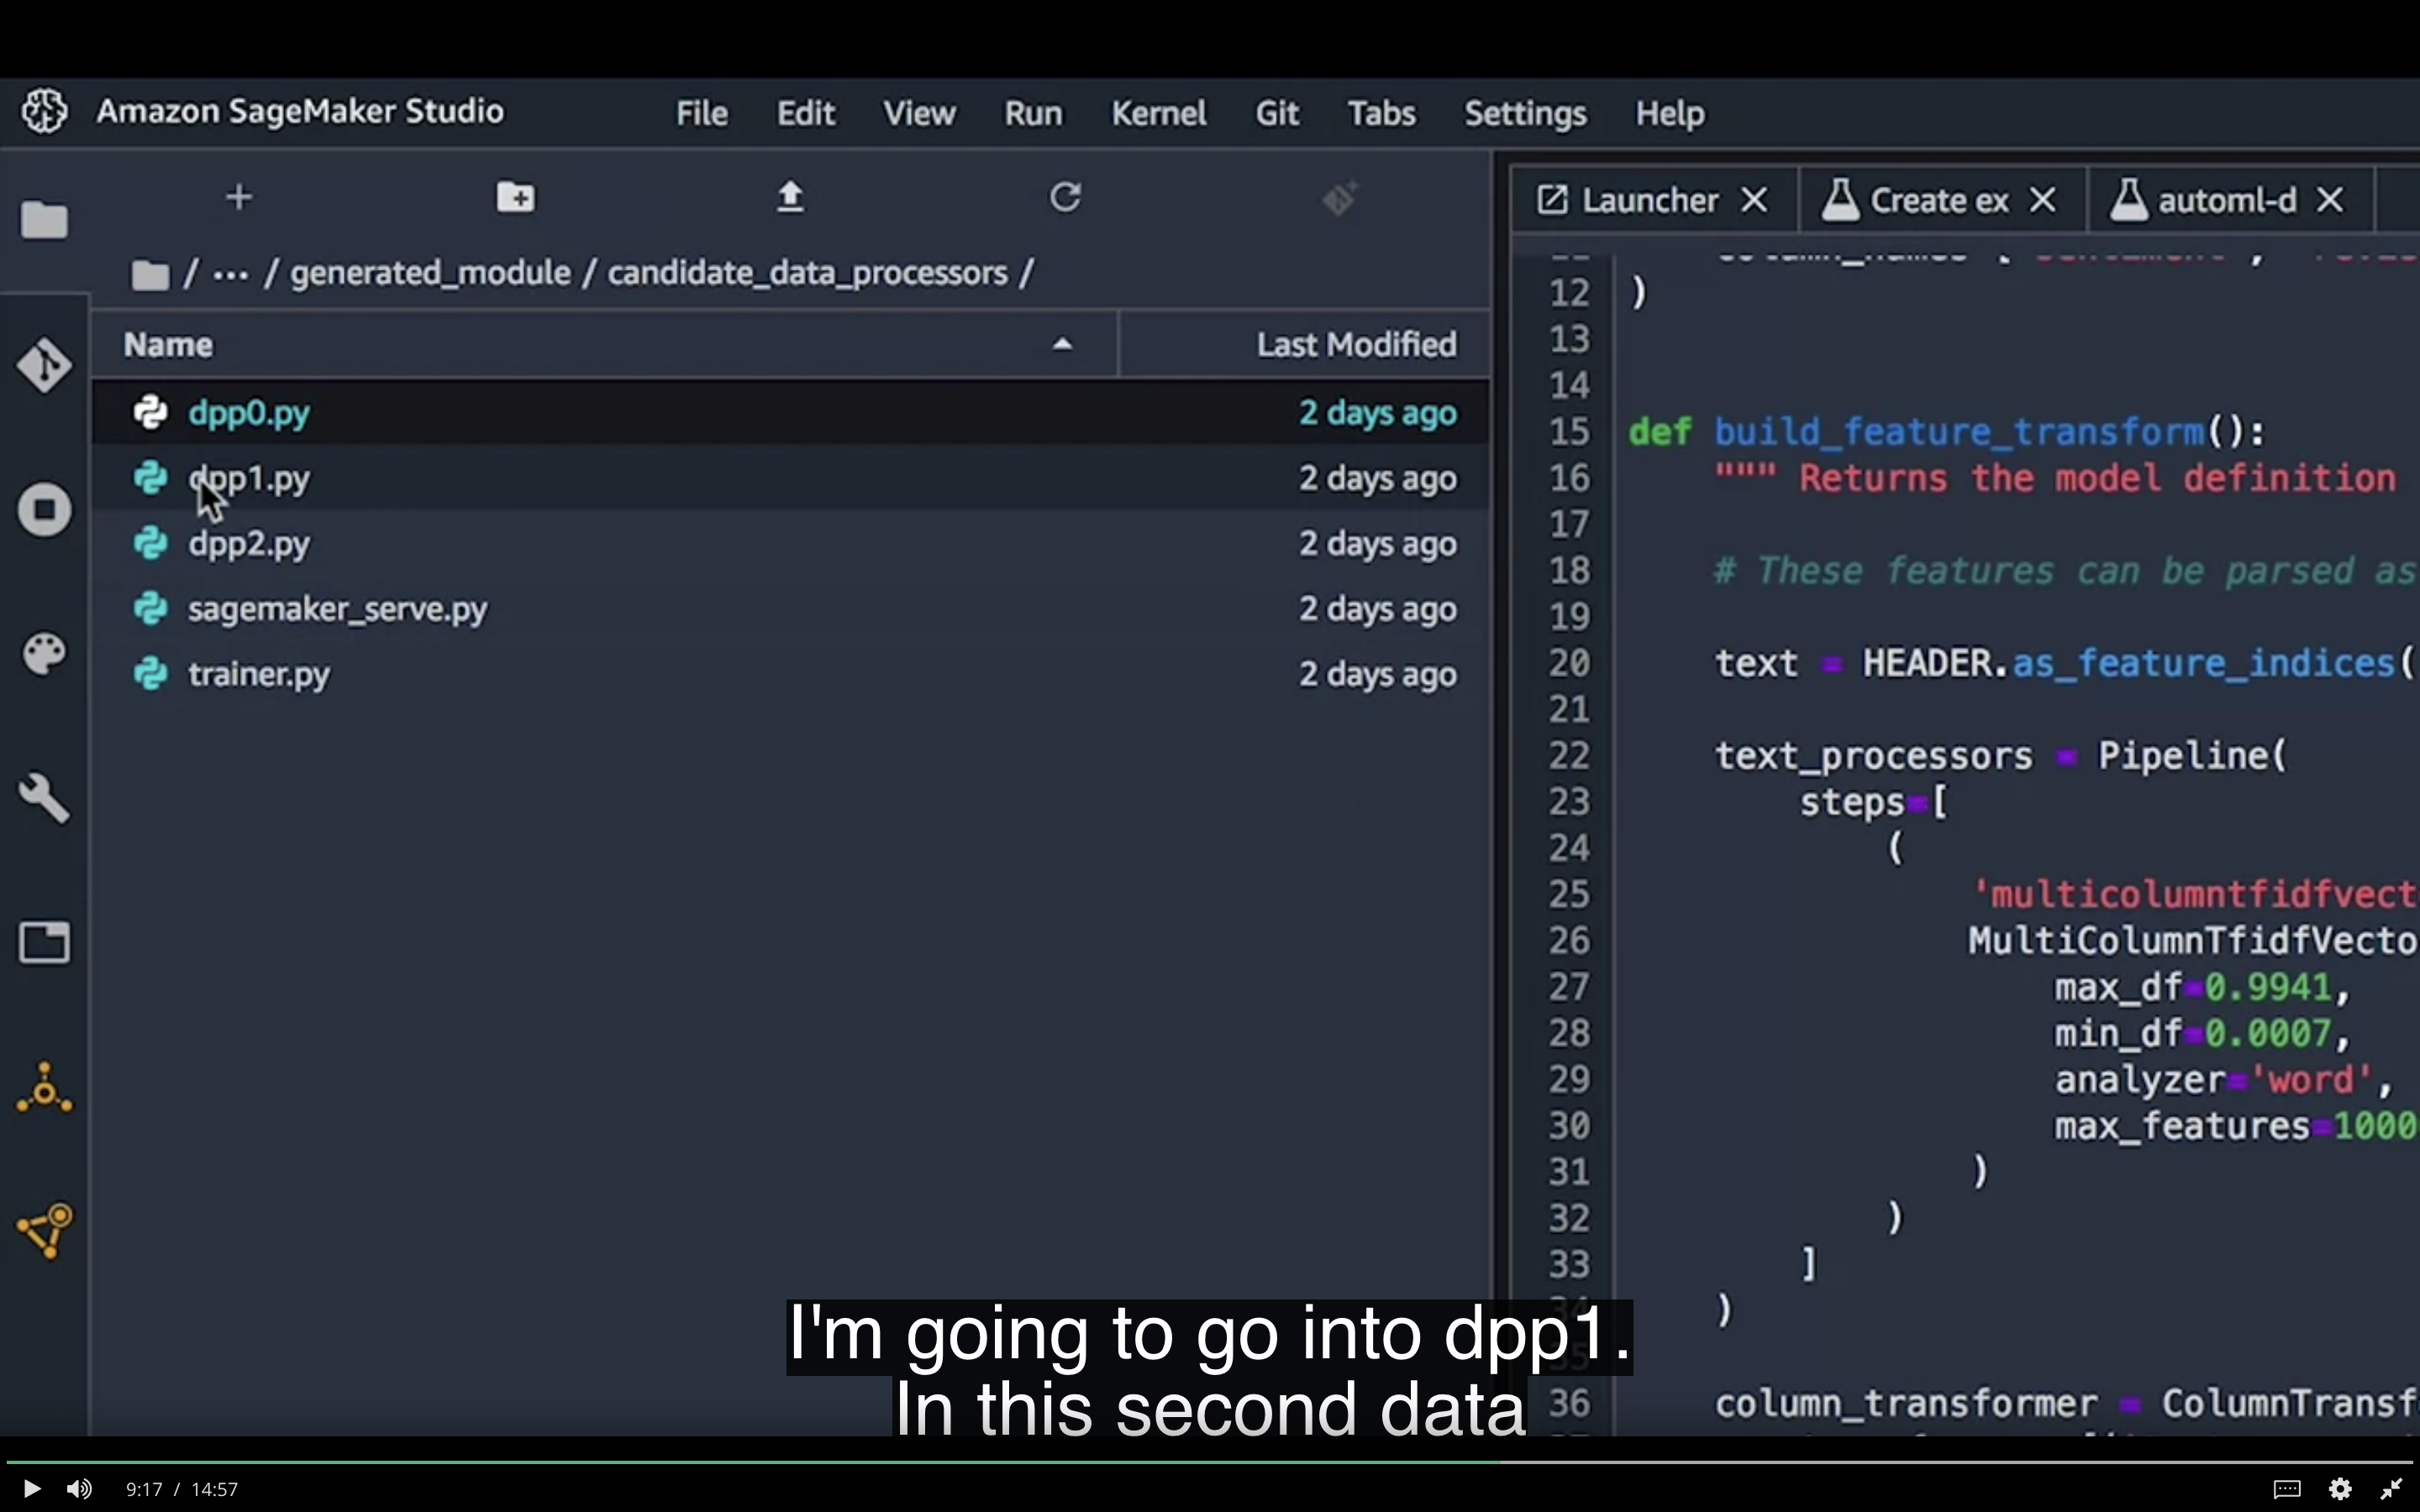 Amazon SageMaker Studio File Edit View Run Kernel Git Tabs Settings Help
Launcher Create ex automl-d
/ ... / generated_module / candidate_data_processors /
Name Last Modified
dpp0.py 2 days ago
dpp1.py 2 days ago
dpp2.py 2 days ago
sagemaker_serve.py 2 days ago
trainer.py 2 days ago
12 )
13
14
15 def build_feature_transform():
16 """ Returns the model definition
17
18 # These features can be parsed as
19
20 text = HEADER.as_feature_indices(
21
22 text_processors = Pipeline(
23 steps=[
24 (
25 'multicolumntfidfvect
26 MultiColumnTfidfVecto
27 max_df=0.9941,
28 min_df=0.0007,
29 analyzer='word',
30 max_features=1000
31 )
32 )
33 ]
34 )
35
36 column_transformer = ColumnTransf
I'm going to go into dpp1.
In this second data
9:17 / 14:57